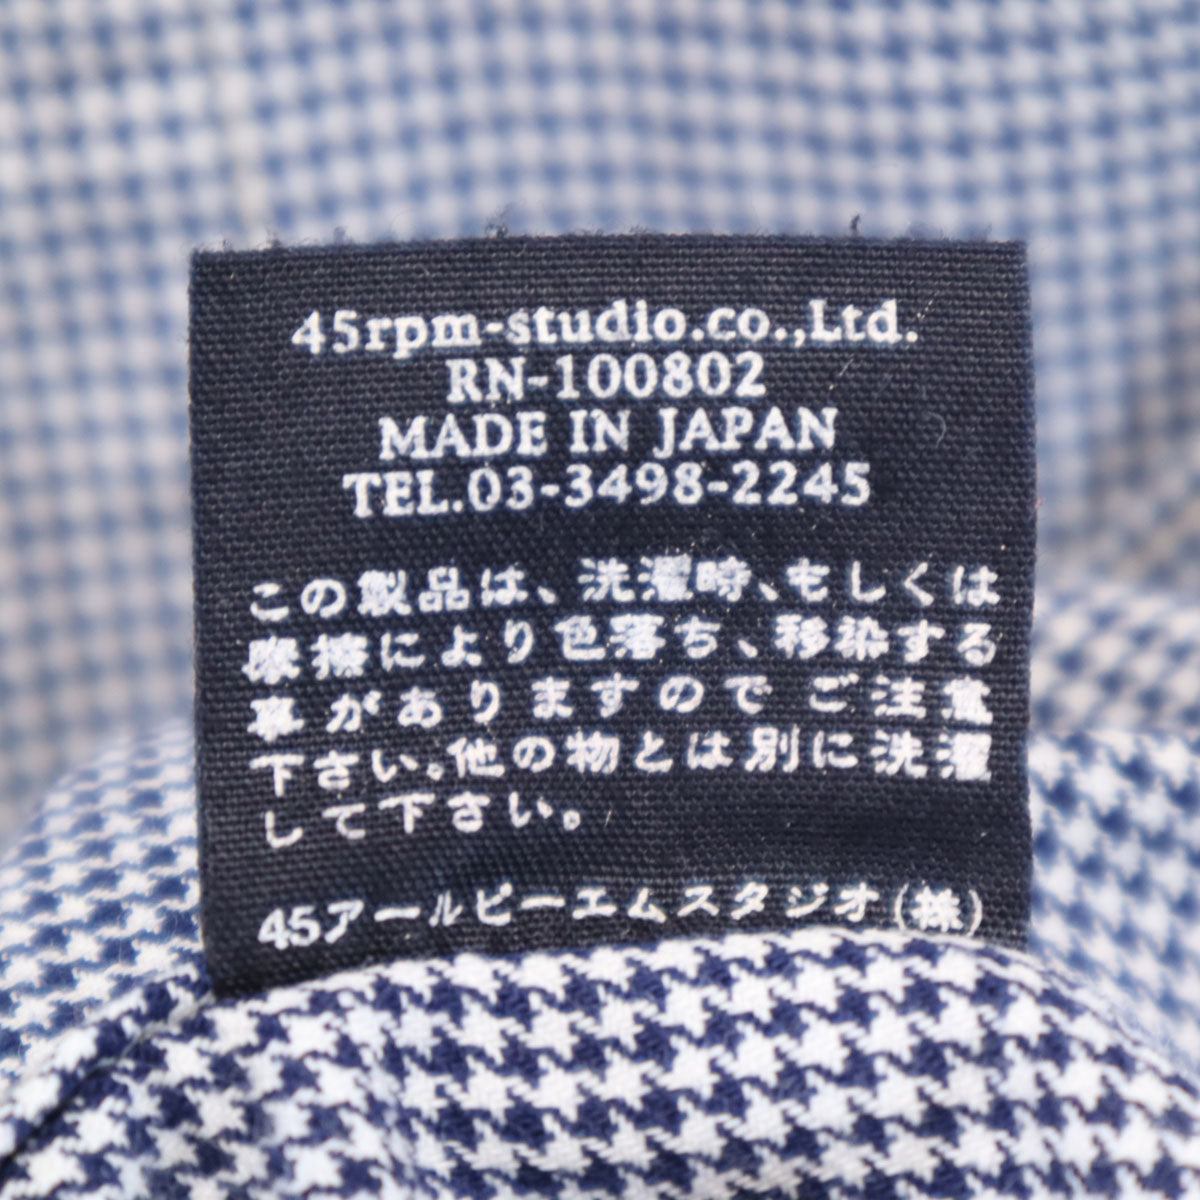 45rpm-studio.co.,Ltd.
RN-100802
MADE IN JAPAN
TEL.03-3498-2245
この製品は、洗濯時、もしくは
摩擦により色落ち、移染する
事がありますのでご注意
下さい。他の物とは別に洗濯
して下さい。
45アールピーエムスタジオ(株)